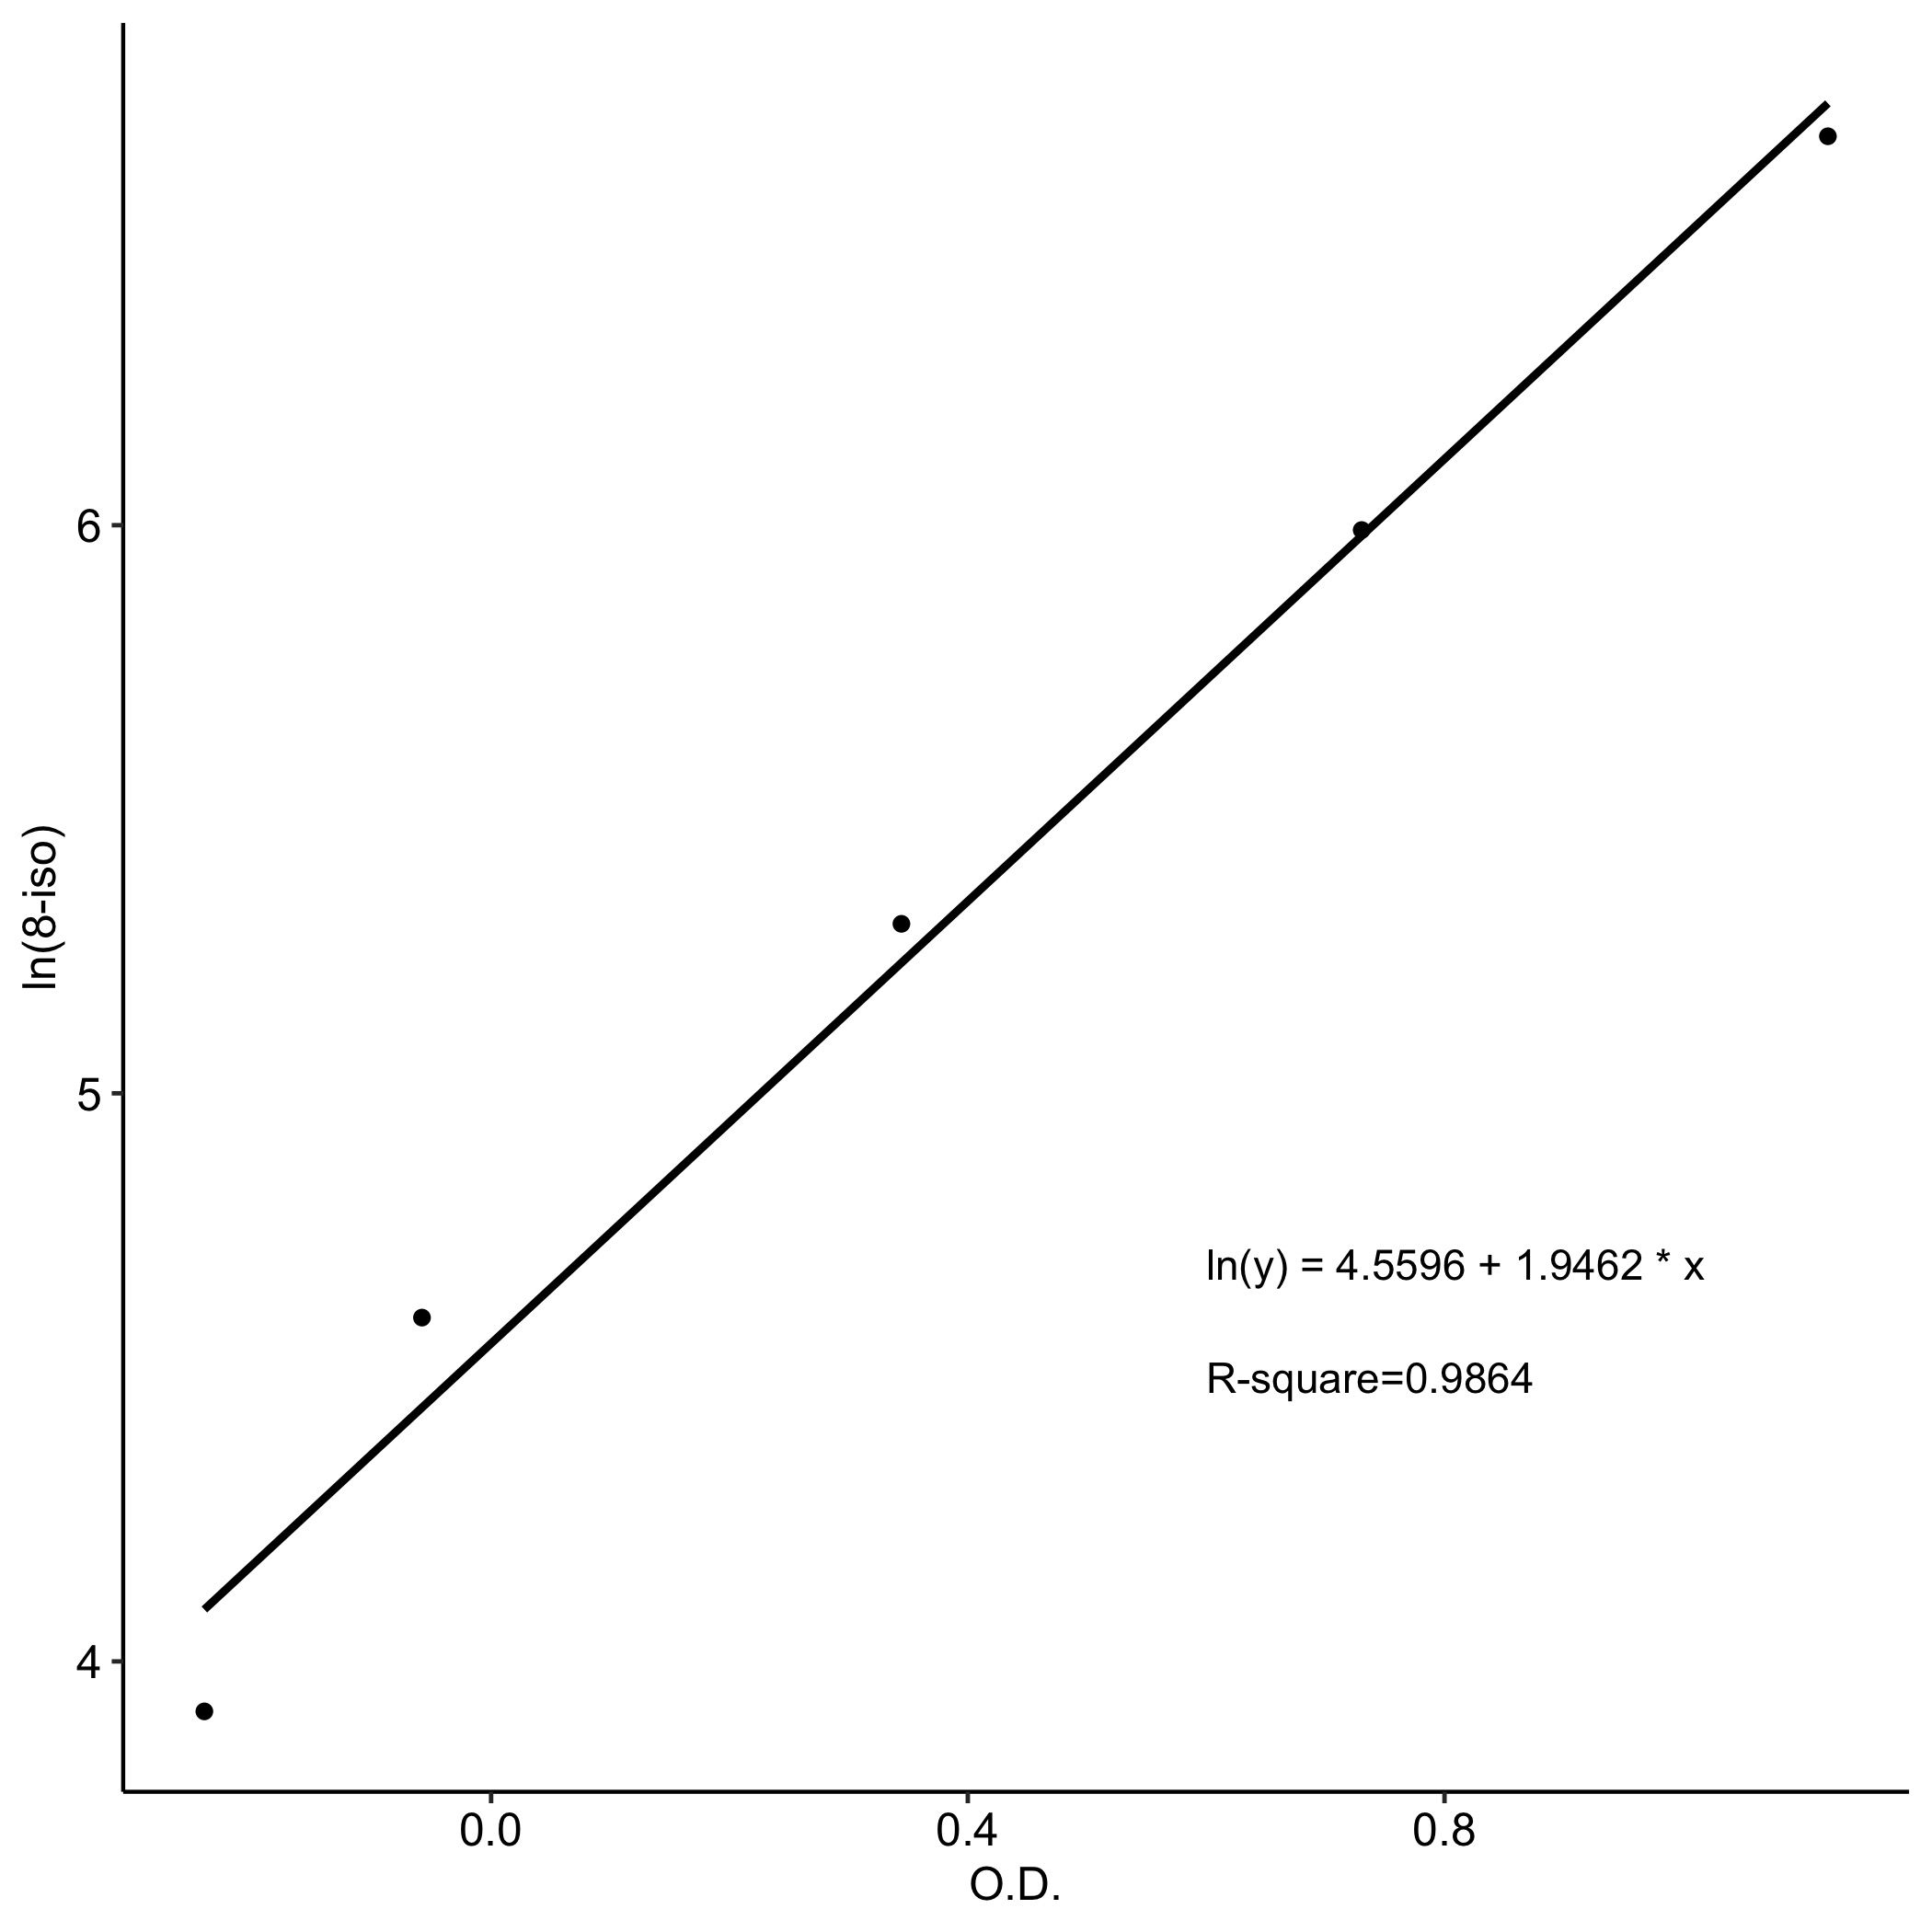 ln(8-iso)
6
5
4
ln(y) = 4.5596 + 1.9462 * x
R-square=0.9864
0.0 0.4 0.8
O.D.